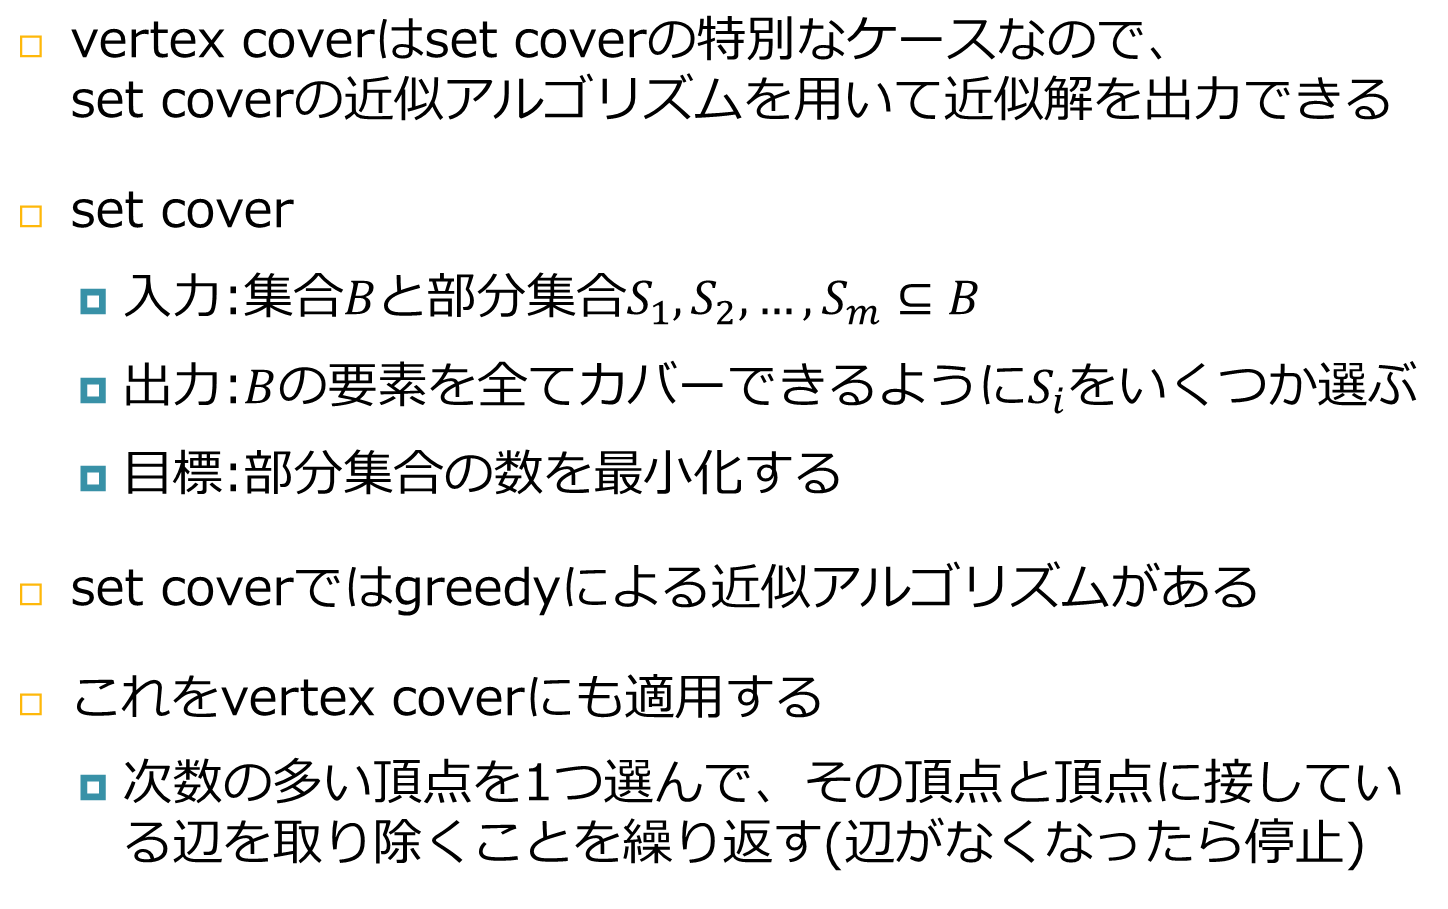 vertex coverはset coverの特別なケースなので、
set coverの近似アルゴリズムを用いて近似解を出力できる
set cover
入力:集合Bと部分集合S₁, S₂, … , Sₘ ⊆ B
出力:Bの要素を全てカバーできるようにSᵢをいくつか選ぶ
目標:部分集合の数を最小化する
set coverではgreedyによる近似アルゴリズムがある
これをvertex coverにも適用する
次数の多い頂点を1つ選んで、その頂点と頂点に接してい
る辺を取り除くことを繰り返す(辺がなくなったら停止)